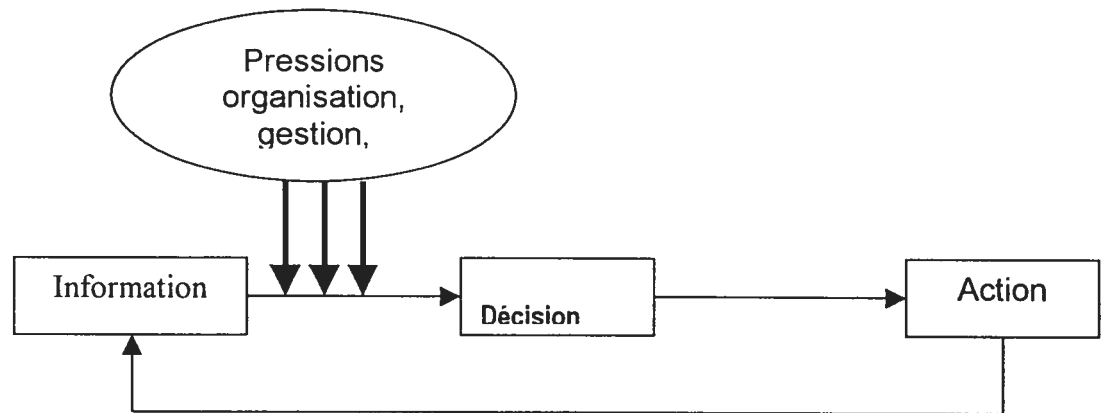 Pressions
organisation,
gestion,
Information
Décision
Action